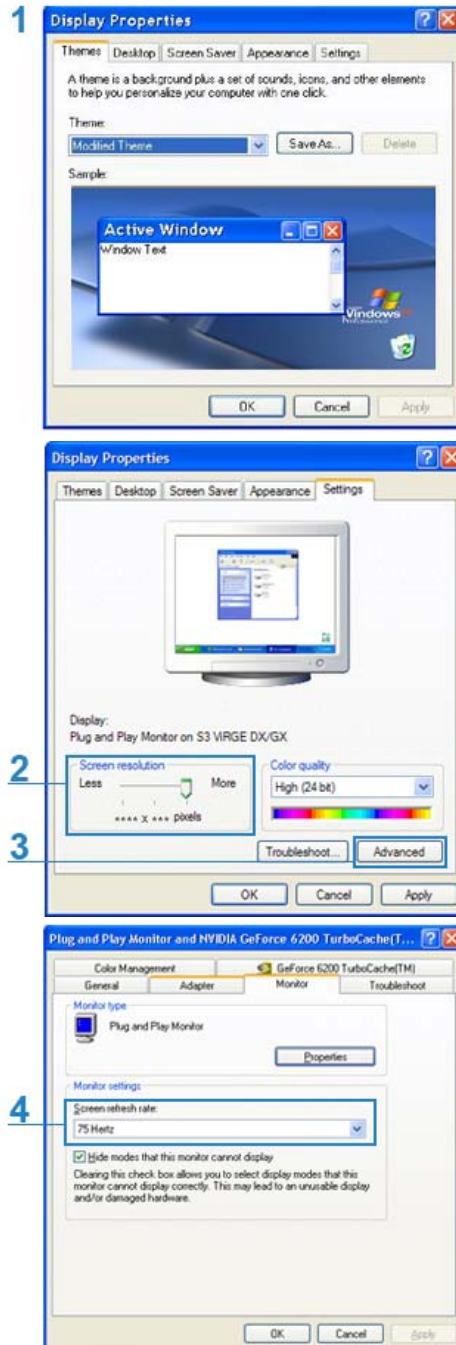 1
Display Properties
Themes Desktop Screen Saver Appearance Settings
A theme is a background plus a set of sounds, icons, and other elements
to help you personalize your computer with one click.
Theme:
Modified Theme
Save As...
Delete
Sample:
Active Window
Window Text
Windows
OK Cancel Apply
Display Properties
Themes Desktop Screen Saver Appearance Settings
Display:
Plug and Play Monitor on S3 VIRGE DX/GX
2
Screen resolution
Less More
**** x *** pixels
Color quality
High (24 bit)
3
Troubleshoot... Advanced
OK Cancel Apply
Plug and Play Monitor and NVIDIA GeForce 6200 TurboCache(T...
Color Management GeForce 6200 TurboCache(TM)
General Adapter Monitor Troubleshoot
Monitor type
Plug and Play Monitor
Properties
Monitor settings
4
Screen refresh rate:
75 Hertz
Hide modes that this monitor cannot display
Clearing this check box allows you to select display modes that this
monitor cannot display correctly. This may lead to an unusable display
and/or damaged hardware.
OK Cancel Apply